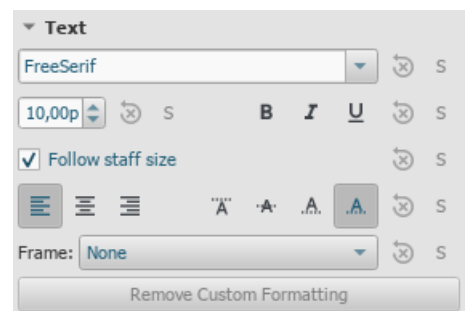 Text
FreeSerif S
10,00p S B I U S
Follow staff size S
A A A A S
Frame: None S
Remove Custom Formatting